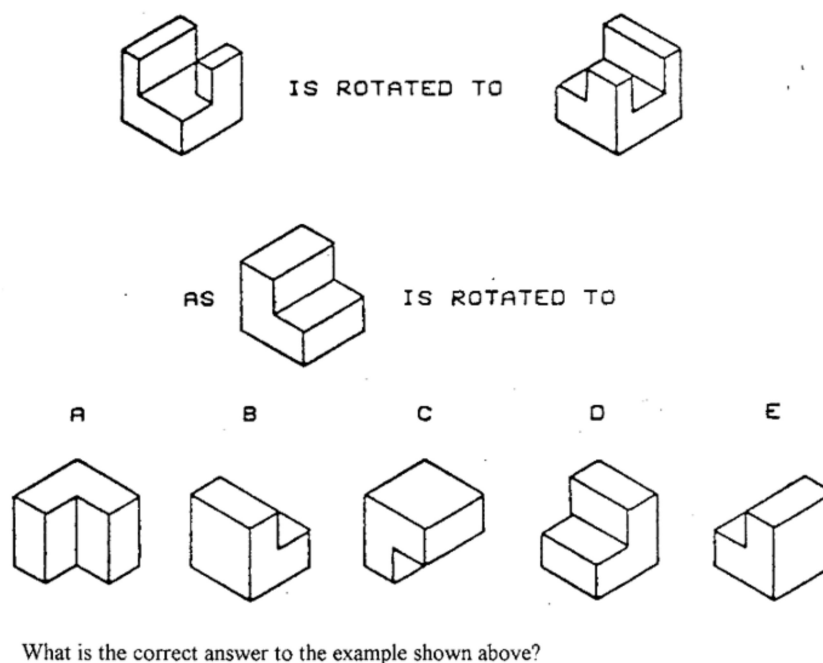 IS ROTATED TO
AS IS ROTATED TO
A B C D E
What is the correct answer to the example shown above?